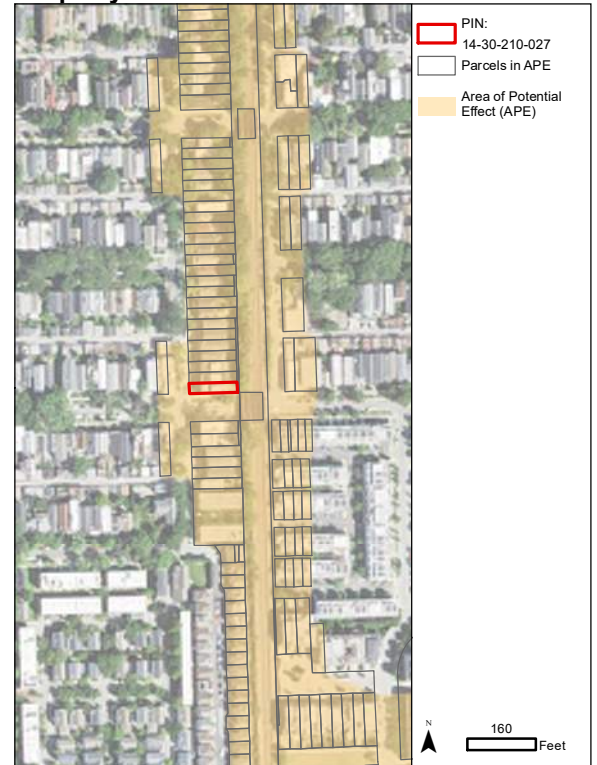 PIN:
14-30-210-027
Parcels in APE
Area of Potential
Effect (APE)
N
160
Feet